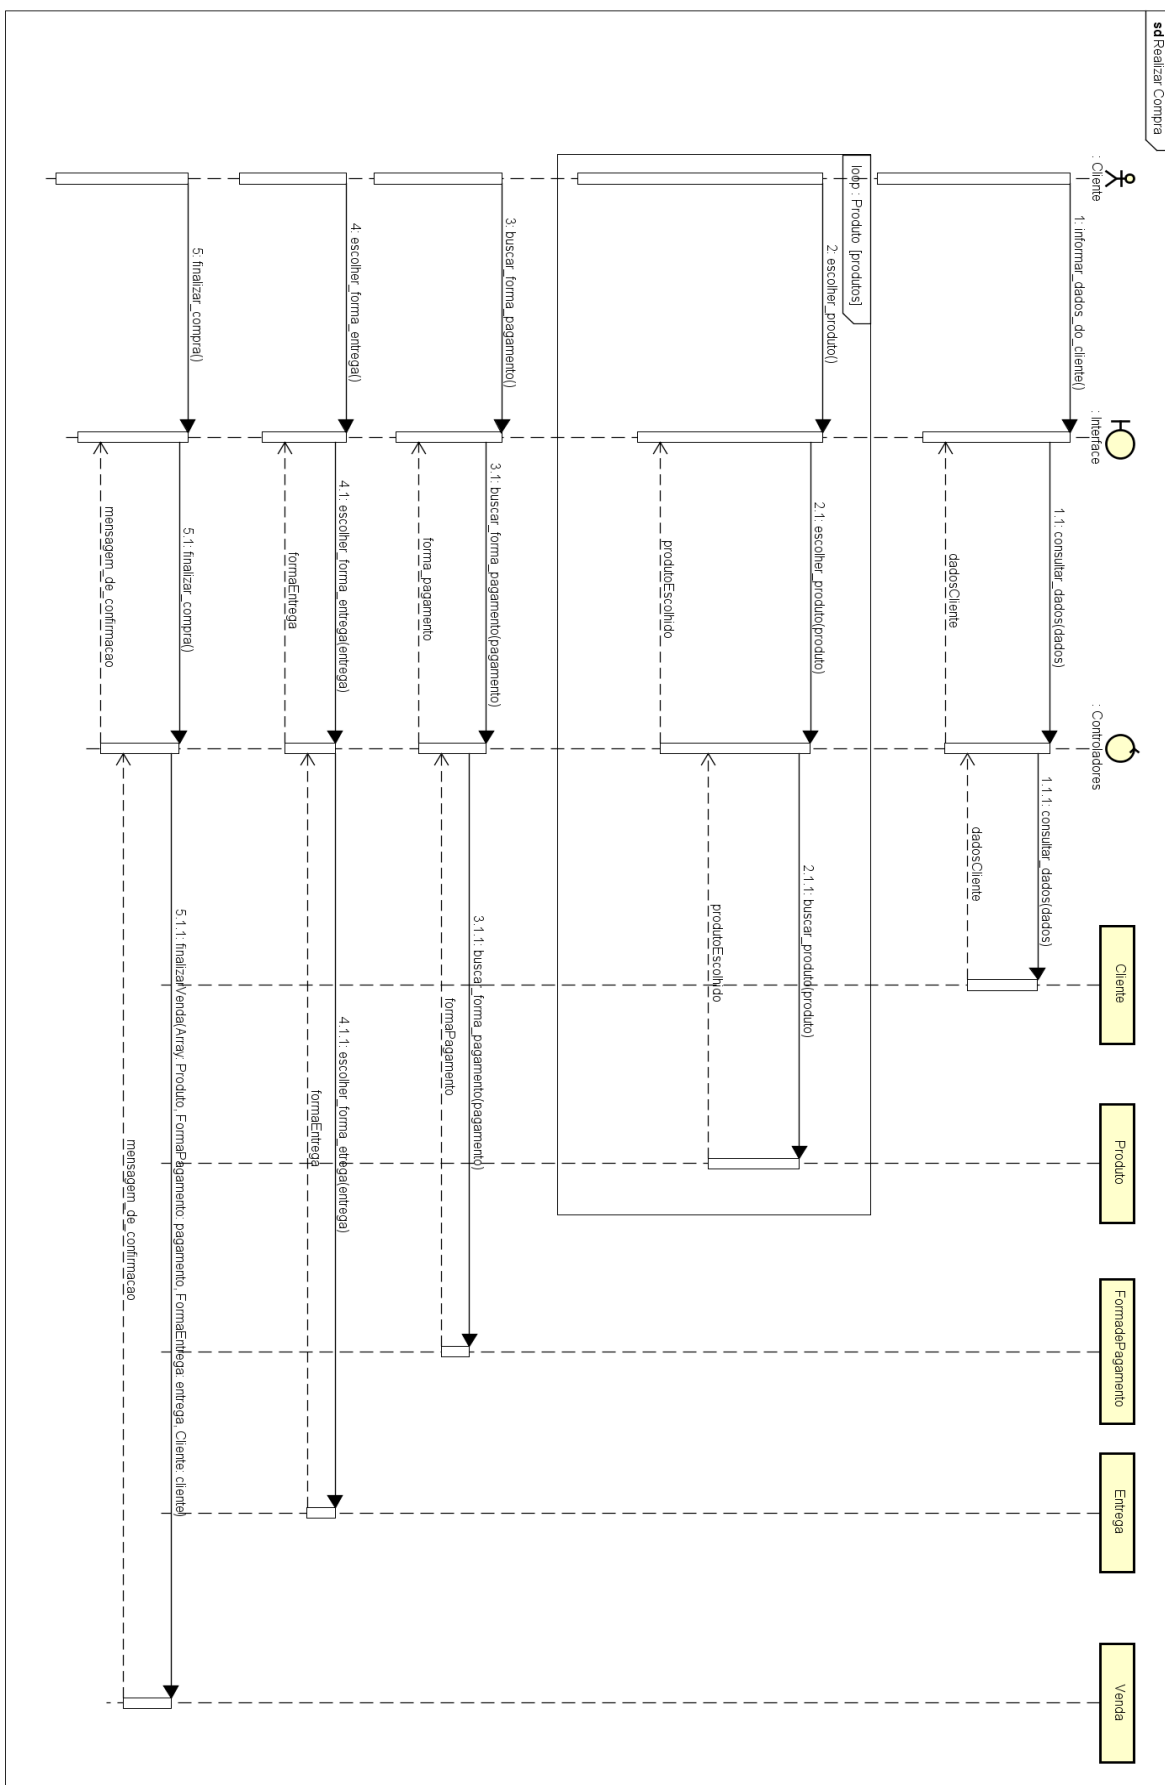 sd Realizar Compra
: Cliente
: Interface
: Controladores
Cliente
Produto
FormadePagamento
Entrega
Venda
1: informar_dados_do_cliente()
1.1: consultar_dados(dados)
1.1.1: consultar_dados(dados)
dadosCliente
dadosCliente
loop : Produto [produtos]
2: escolher_produto()
2.1: escolher_produto(produto)
2.1.1: buscar_produto(produto)
produtoEscolhido
produtoEscolhido
3: buscar_forma_pagamento()
3.1: buscar_forma_pagamento(pagamento)
3.1.1: buscar_forma_pagamento(pagamento)
formaPagamento
forma_pagamento
4: escolher_forma_entrega()
4.1: escolher_forma_entrega(entrega)
4.1.1: escolher_forma_etrega(entrega)
formaEntrega
formaEntrega
5: finalizar_compra()
5.1: finalizar_compra()
5.1.1: finalizarVenda(Array: Produto, FormaPagamento: pagamento, FormaEntrega: entrega, Cliente: cliente)
mensagem_de_confirmacao
mensagem_de_confirmacao